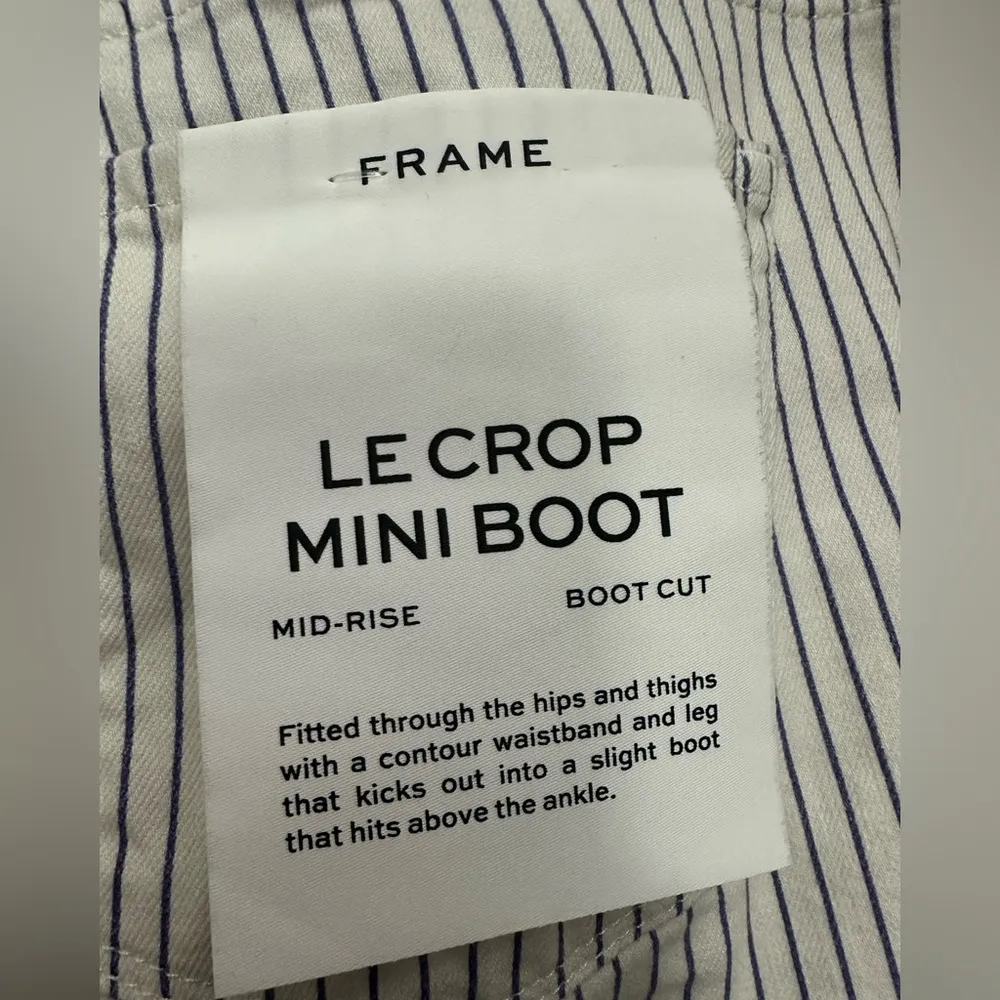 FRAME
LE CROP
MINI BOOT
MID-RISE BOOT CUT
Fitted through the hips and thighs
with a contour waistband and leg
that kicks out into a slight boot
that hits above the ankle.